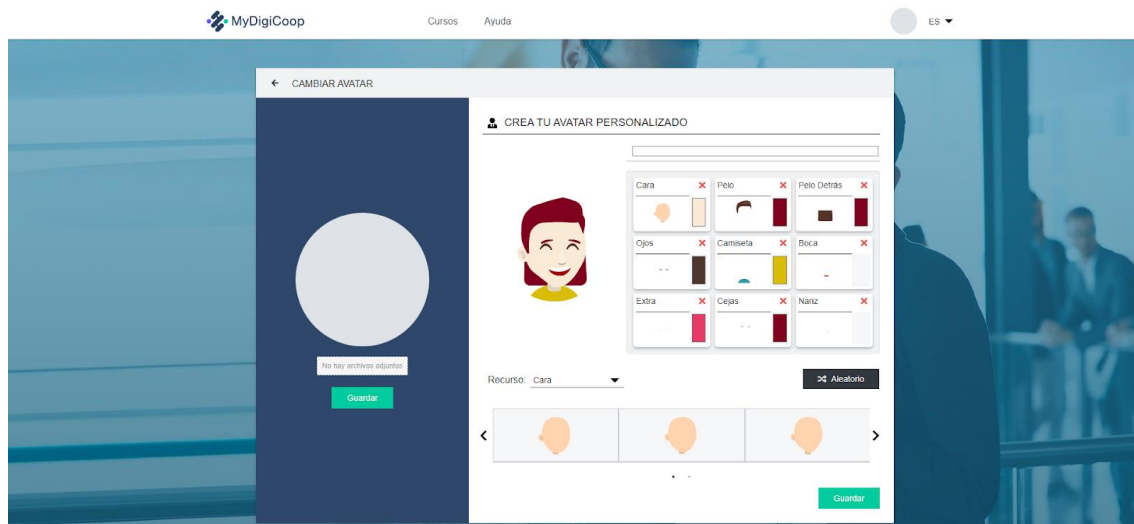 MyDigiCoop
Cursos
Ayuda
ES
CAMBIAR AVATAR
No hay archivos adjuntos
Guardar
CREA TU AVATAR PERSONALIZADO
Cara
Pelo
Pelo Detrás
Ojos
Camiseta
Boca
Extra
Cejas
Nariz
Recurso: Cara
Aleatorio
Guardar